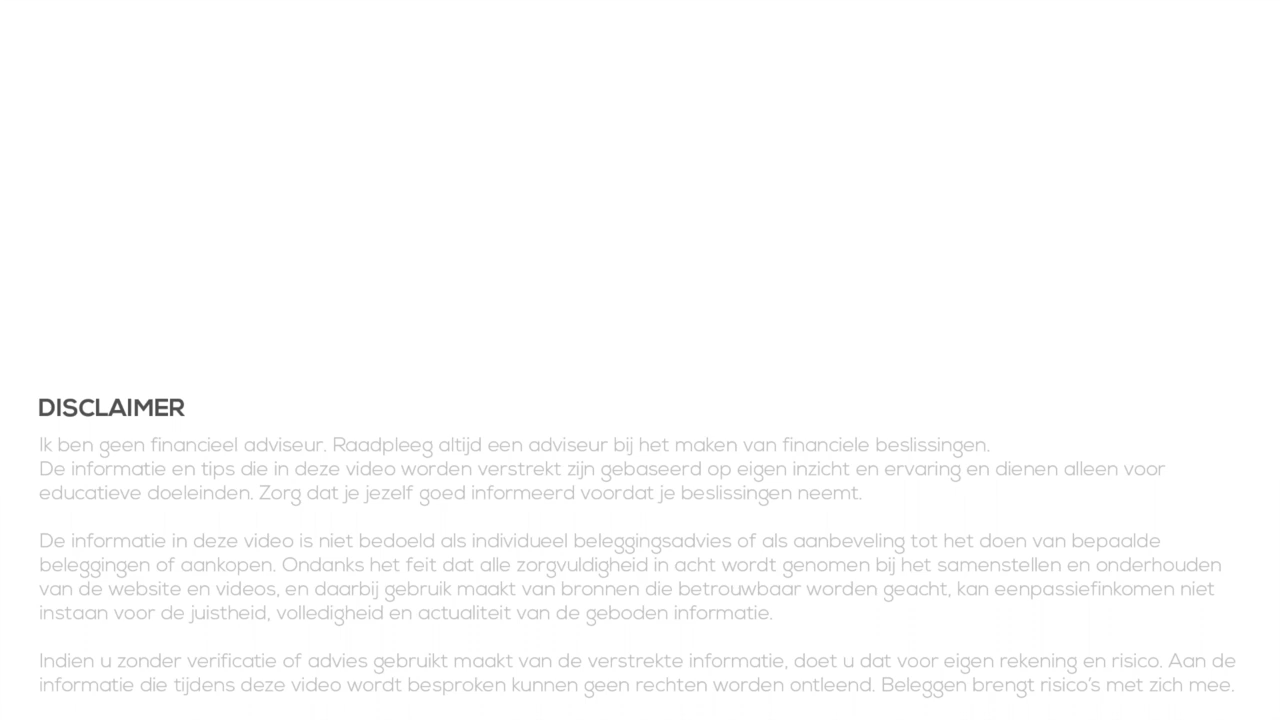 DISCLAIMER
Ik ben geen financieel adviseur. Raadpleeg altijd een adviseur bij het maken van financiele beslissingen.
De informatie en tips die in deze video worden verstrekt zijn gebaseerd op eigen inzicht en ervaring en dienen alleen voor
educatieve doeleinden. Zorg dat je jezelf goed informeerd voordat je beslissingen neemt.
De informatie in deze video is niet bedoeld als individueel beleggingsadvies of als aanbeveling tot het doen van bepaalde
beleggingen of aankopen. Ondanks het feit dat alle zorgvuldigheid in acht wordt genomen bij het samenstellen en onderhouden
van de website en videos, en daarbij gebruik maakt van bronnen die betrouwbaar worden geacht, kan eenpassiefinkomen niet
instaan voor de juistheid, volledigheid en actualiteit van de geboden informatie.
Indien u zonder verificatie of advies gebruikt maakt van de verstrekte informatie, doet u dat voor eigen rekening en risico. Aan de
informatie die tijdens deze video wordt besproken kunnen geen rechten worden ontleend. Beleggen brengt risico's met zich mee.